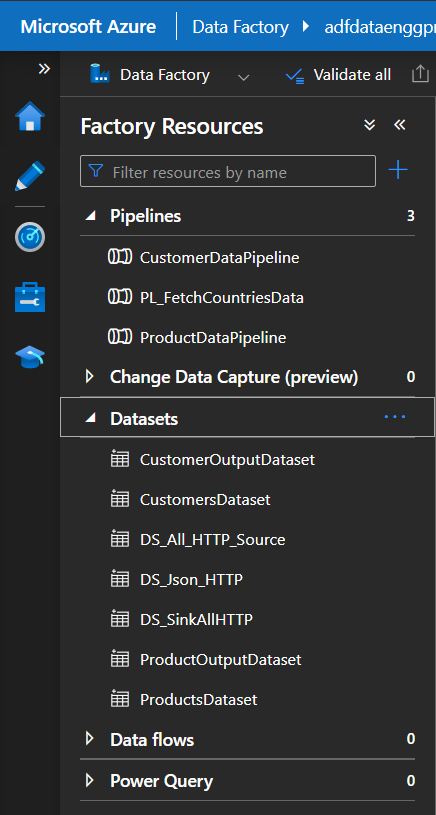 Microsoft Azure Data Factory adfdataenggpr
Data Factory Validate all
Factory Resources
Filter resources by name
Pipelines 3
CustomerDataPipeline
PL_FetchCountriesData
ProductDataPipeline
Change Data Capture (preview) 0
Datasets
CustomerOutputDataset
CustomersDataset
DS_All_HTTP_Source
DS_Json_HTTP
DS_SinkAllHTTP
ProductOutputDataset
ProductsDataset
Data flows 0
Power Query 0